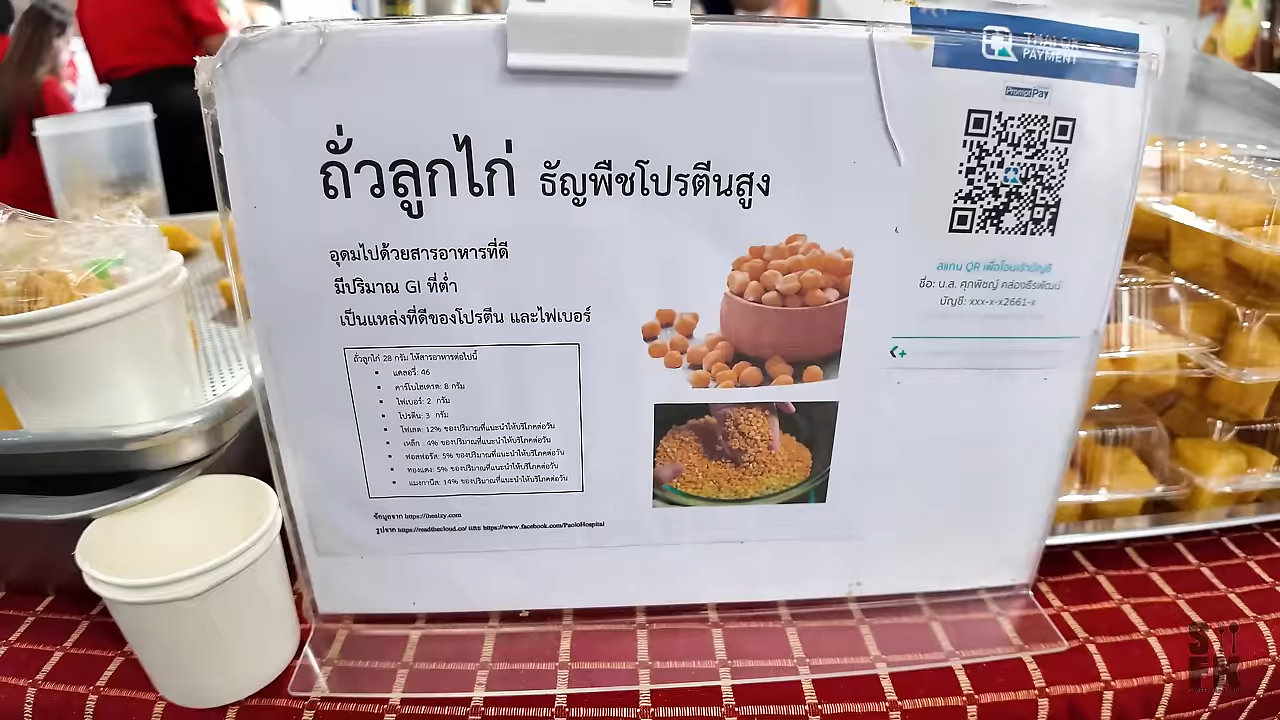 ถั่วลูกไก่ ธัญพืชโปรตีนสูง
อุดมไปด้วยสารอาหารที่ดี
มีปริมาณ GI ที่ต่ำ
เป็นแหล่งที่ดีของโปรตีน และไฟเบอร์
ถั่วลูกไก่ 28 กรัม ให้สารอาหารต่อไปนี้
แคลอรี่: 46
คาร์โบไฮเดรต: 8 กรัม
ไฟเบอร์: 2 กรัม
โปรตีน: 3 กรัม
โฟเลต: 12% ของปริมาณที่แนะนำให้บริโภคต่อวัน
เหล็ก 4% ของปริมาณที่แนะนำให้บริโภคต่อวัน
ฟอสฟอรัส: 5% ของปริมาณที่แนะนำให้บริโภคต่อวัน
ทองแดง: 5% ของปริมาณที่แนะนำให้บริโภคต่อวัน
แมงกานีส: 14% ของปริมาณที่แนะนำให้บริโภคต่อวัน
ข้อมูลจาก https://ihealzy.com
รูปจาก https://readthecloud.co/ และ https://www.facebook.com/PaoloHospital
THAI QR
PAYMENT
PromptPay
สแกน QR เพื่อโอนเข้าบัญชี
ชื่อ: น.ส. ศุภพิชญ์ คล่องธีรพัฒน์
บัญชี: xxx-x-x2661-x